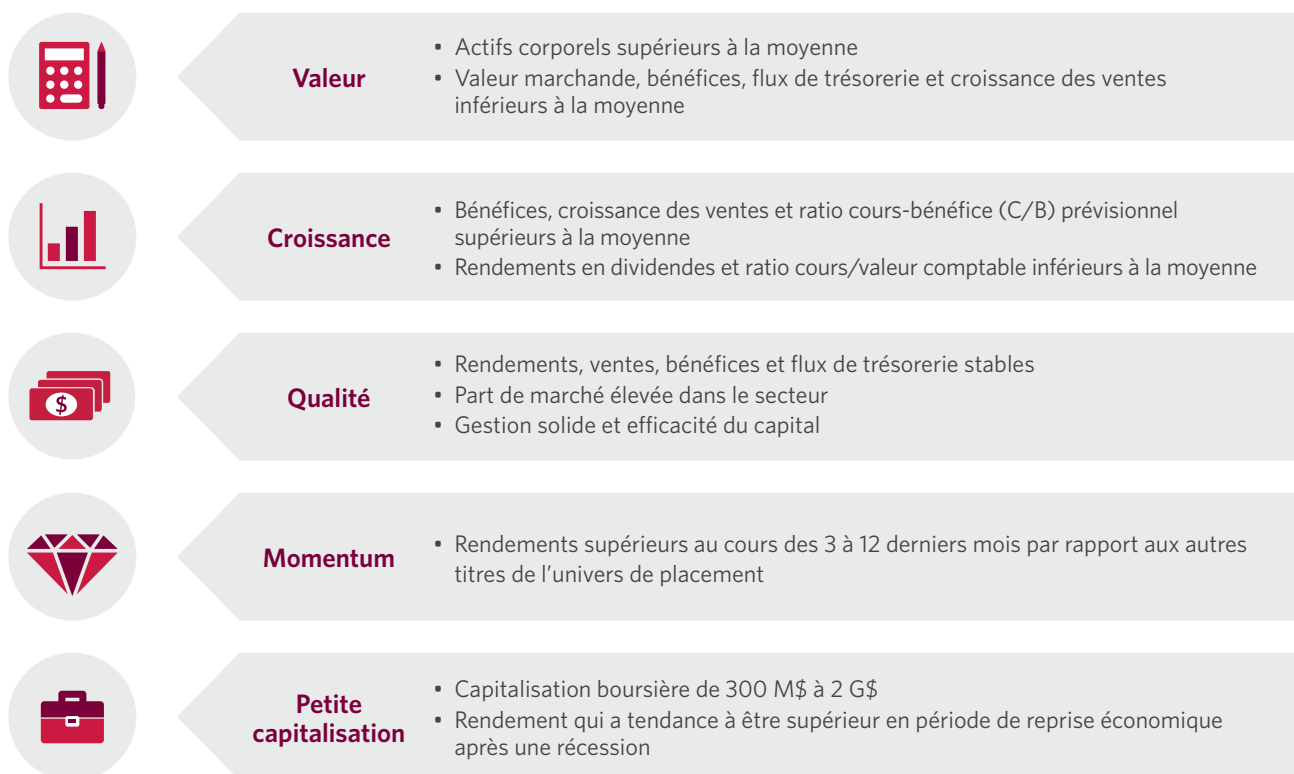 Valeur
• Actifs corporels supérieurs à la moyenne
• Valeur marchande, bénéfices, flux de trésorerie et croissance des ventes
inférieurs à la moyenne
Croissance
• Bénéfices, croissance des ventes et ratio cours-bénéfice (C/B) prévisionnel
supérieurs à la moyenne
• Rendements en dividendes et ratio cours/valeur comptable inférieurs à la moyenne
$
Qualité
• Rendements, ventes, bénéfices et flux de trésorerie stables
• Part de marché élevée dans le secteur
• Gestion solide et efficacité du capital
Momentum
• Rendements supérieurs au cours des 3 à 12 derniers mois par rapport aux autres
titres de l’univers de placement
Petite
capitalisation
• Capitalisation boursière de 300 M$ à 2 G$
• Rendement qui a tendance à être supérieur en période de reprise économique
après une récession